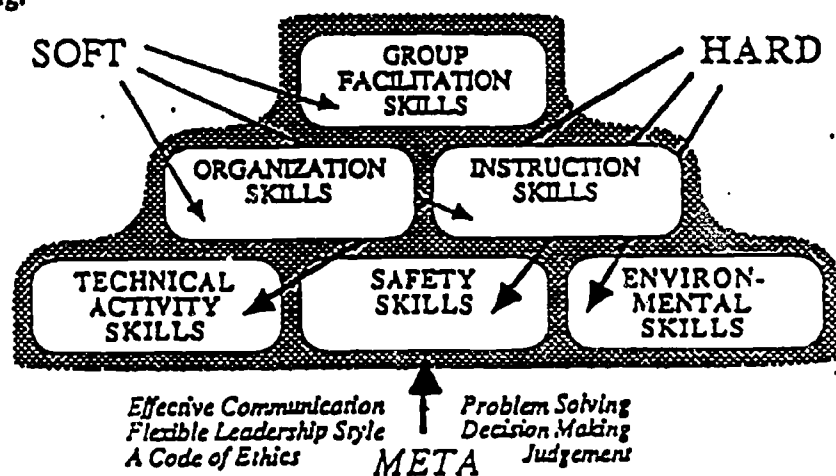 SOFT
HARD
GROUP
FACILITATION
SKILLS
ORGANIZATION
SKILLS
INSTRUCTION
SKILLS
TECHNICAL
ACTIVITY
SKILLS
SAFETY
SKILLS
ENVIRON-
MENTAL
SKILLS
Effective Communication
Flexible Leadership Style
A Code of Ethics
META
Problem Solving
Decision Making
Judgement